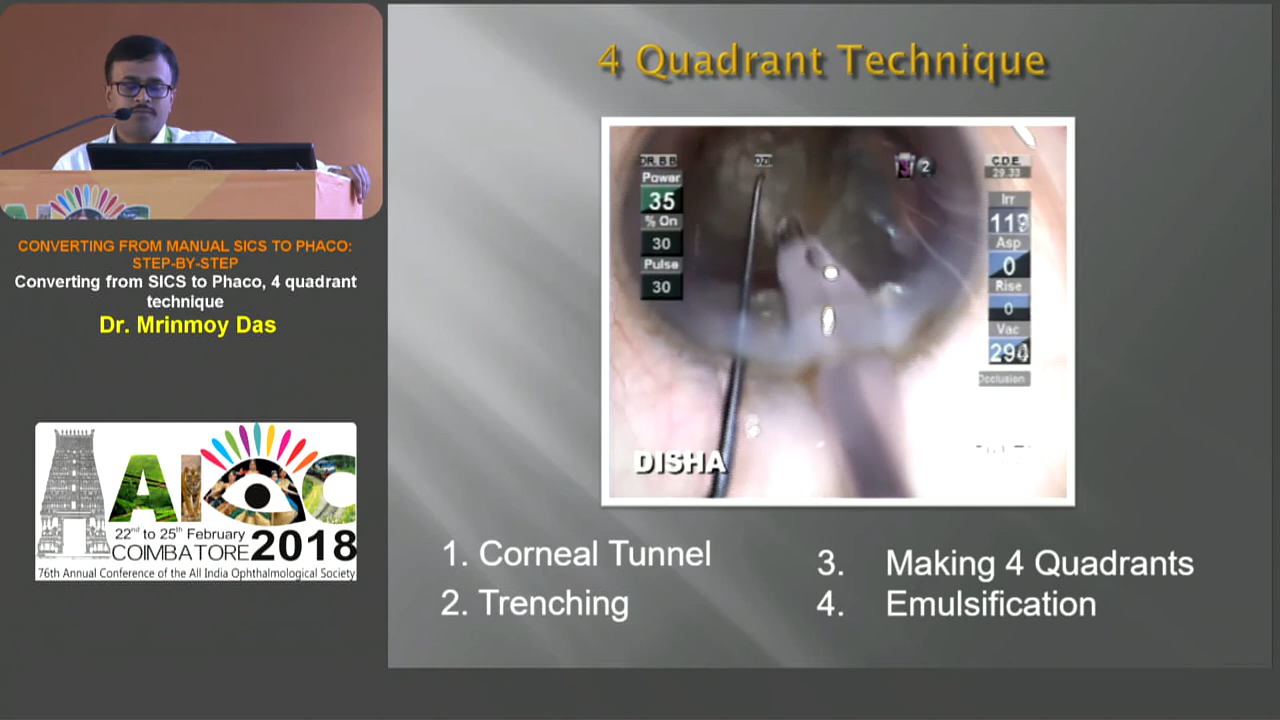 4 Quadrant Technique
DR. B B
Power
35
% On
30
Pulse
30
2
C.D.E.
29.33
Irr
Asp
0
Rise
0
Vac
Occlusion
DISHA
1. Corneal Tunnel
2. Trenching
3. Making 4 Quadrants
4. Emulsification
CONVERTING FROM MANUAL SICS TO PHACO:
STEP-BY-STEP
Converting from SICS to Phaco, 4 quadrant
technique
Dr. Mrinmoy Das
AIOC
22nd to 25th February
COIMBATORE 2018
76th Annual Conference of the All India Ophthalmological Society